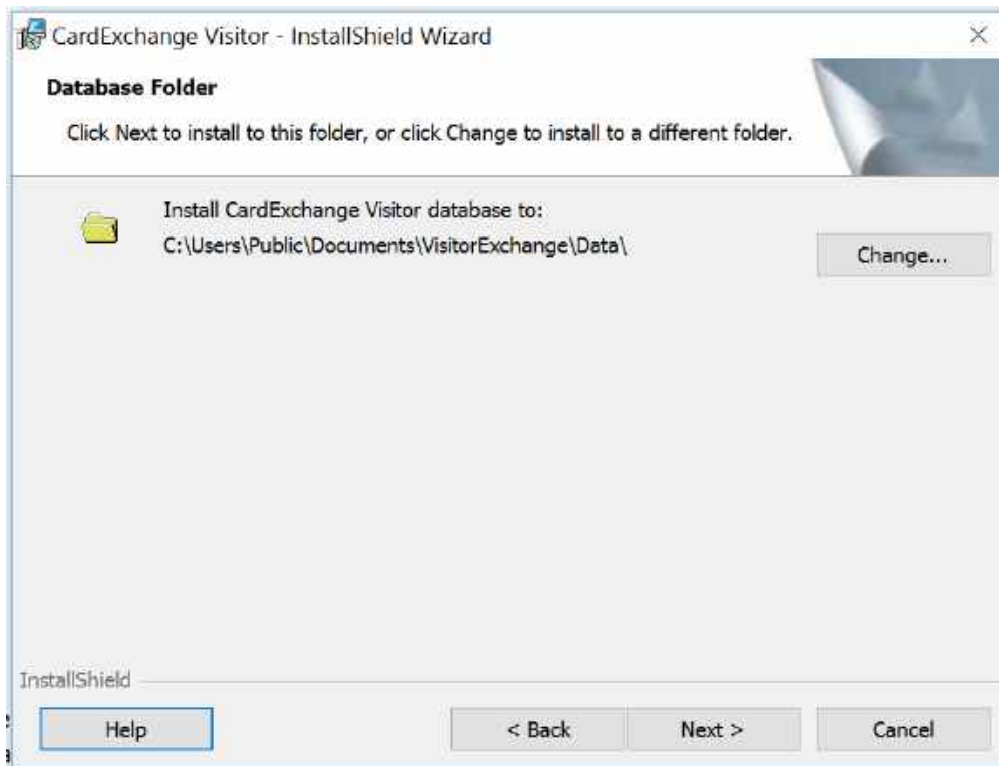 CardExchange Visitor - InstallShield Wizard
Database Folder
Click Next to install to this folder, or click Change to install to a different folder.
Install CardExchange Visitor database to:
C:\Users\Public\Documents\VisitorExchange\Data\
Change...
InstallShield
Help
< Back
Next >
Cancel